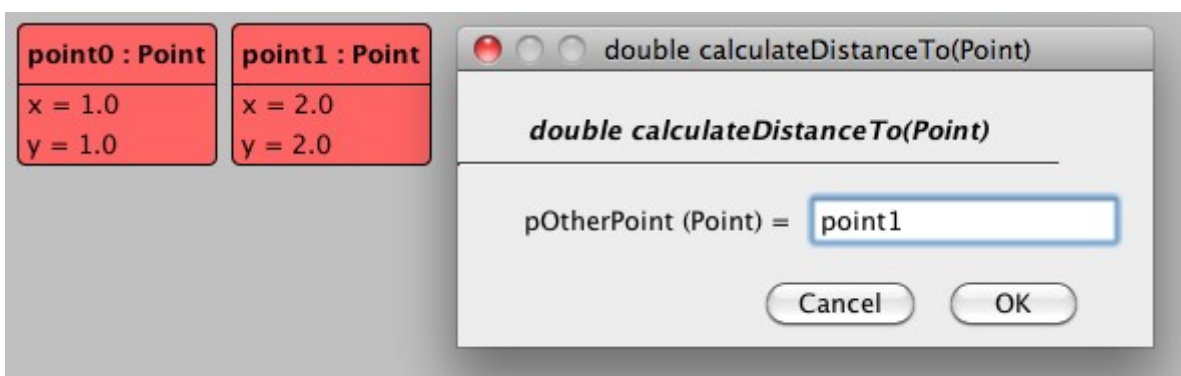 point0 : Point
x = 1.0
y = 1.0
point1 : Point
x = 2.0
y = 2.0
double calculateDistanceTo(Point)
double calculateDistanceTo(Point)
pOtherPoint (Point) = point1
Cancel OK